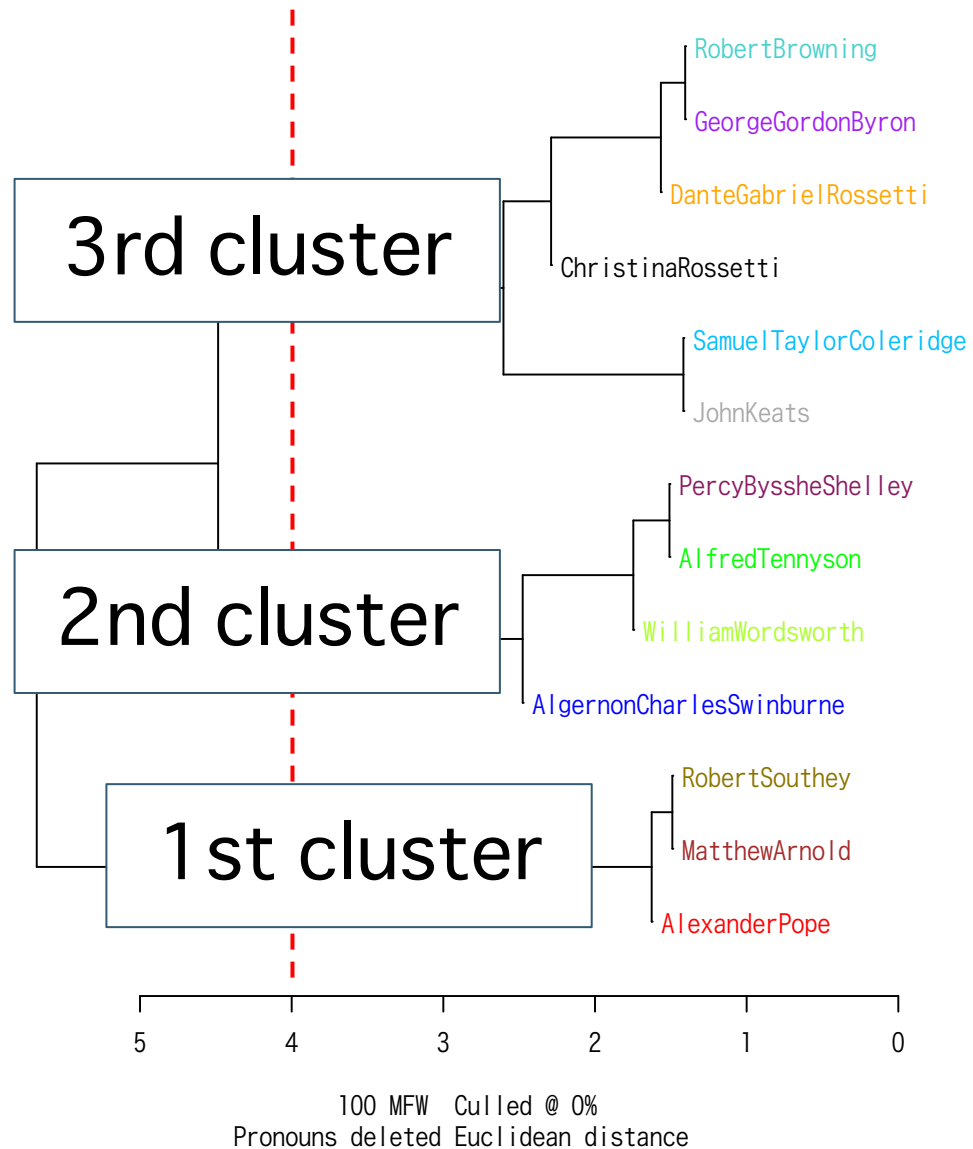 RobertBrowning
GeorgeGordonByron
DanteGabrielRossetti
3rd cluster
ChristinaRossetti
SamuelTaylorColeridge
JohnKeats
PercyByssheShelley
AlfredTennyson
2nd cluster
WilliamWordsworth
AlgernonCharlesSwinburne
RobertSouthey
1st cluster
MatthewArnold
AlexanderPope
5 4 3 2 1 0
100 MFW Culled @ 0%
Pronouns deleted Euclidean distance